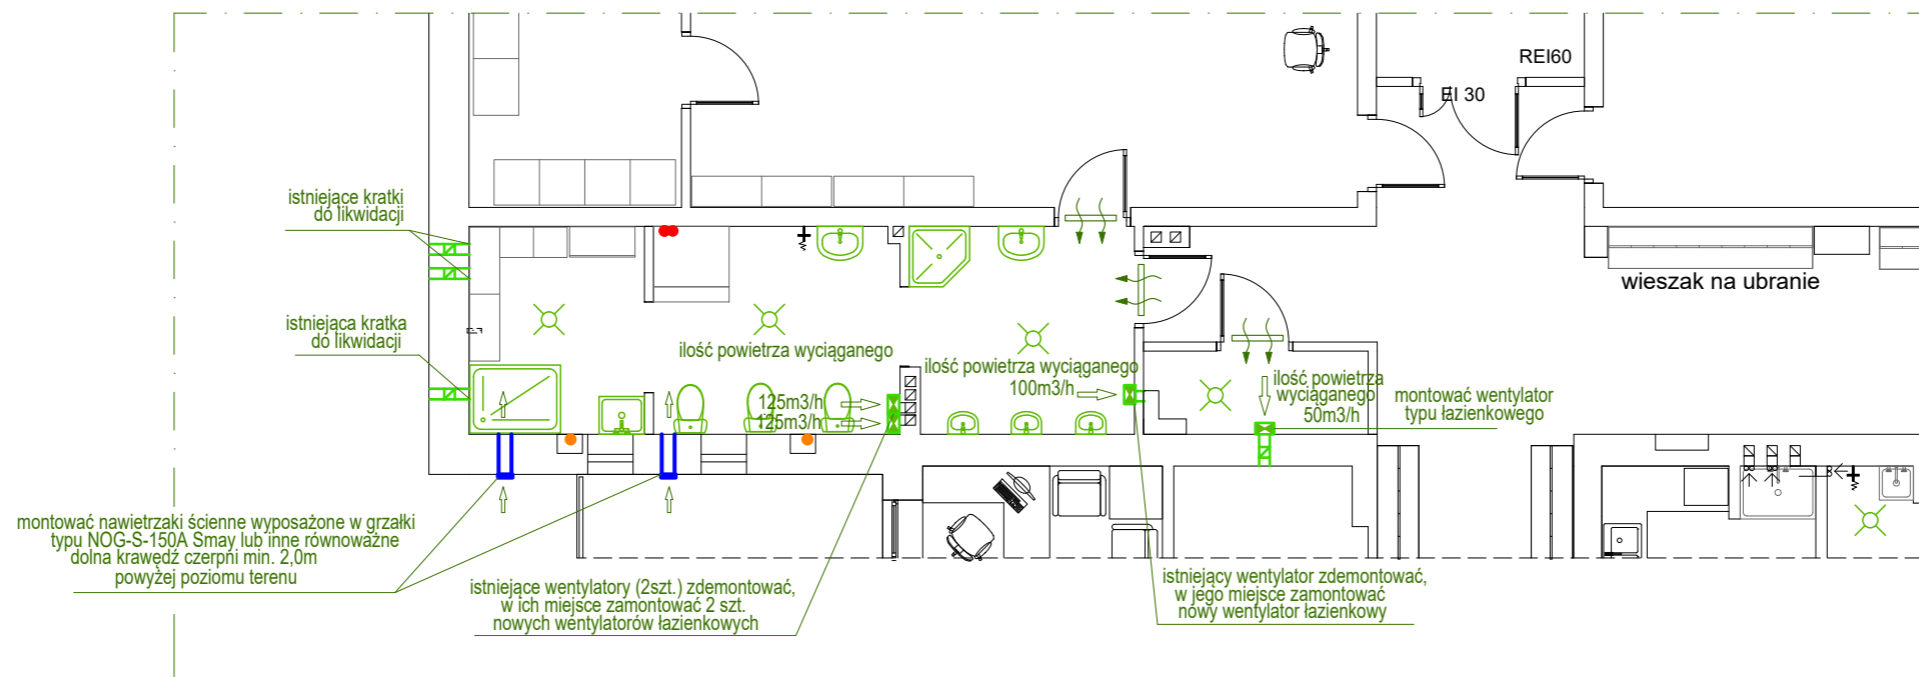 REI60
EI 30
istniejące kratki
do likwidacji
wieszak na ubranie
istniejaca kratka
do likwidacji
ilość powietrza wyciąganego
ilość powietrza wyciąganego
100m3/h
125m3/h
125m3/h
ilość powietrza
wyciąganego
50m3/h
montować wentylator
typu łazienkowego
montować nawietrzaki ścienne wyposażone w grzałki
typu NOG-S-150A Smay lub inne równoważne
dolna krawędź czerpni min. 2,0m
powyżej poziomu terenu
istniejące wentylatory (2szt.) zdemontować,
w ich miejsce zamontować 2 szt.
nowych wentylatorów łazienkowych
istniejący wentylator zdemontować,
w jego miejsce zamontować
nowy wentylator łazienkowy